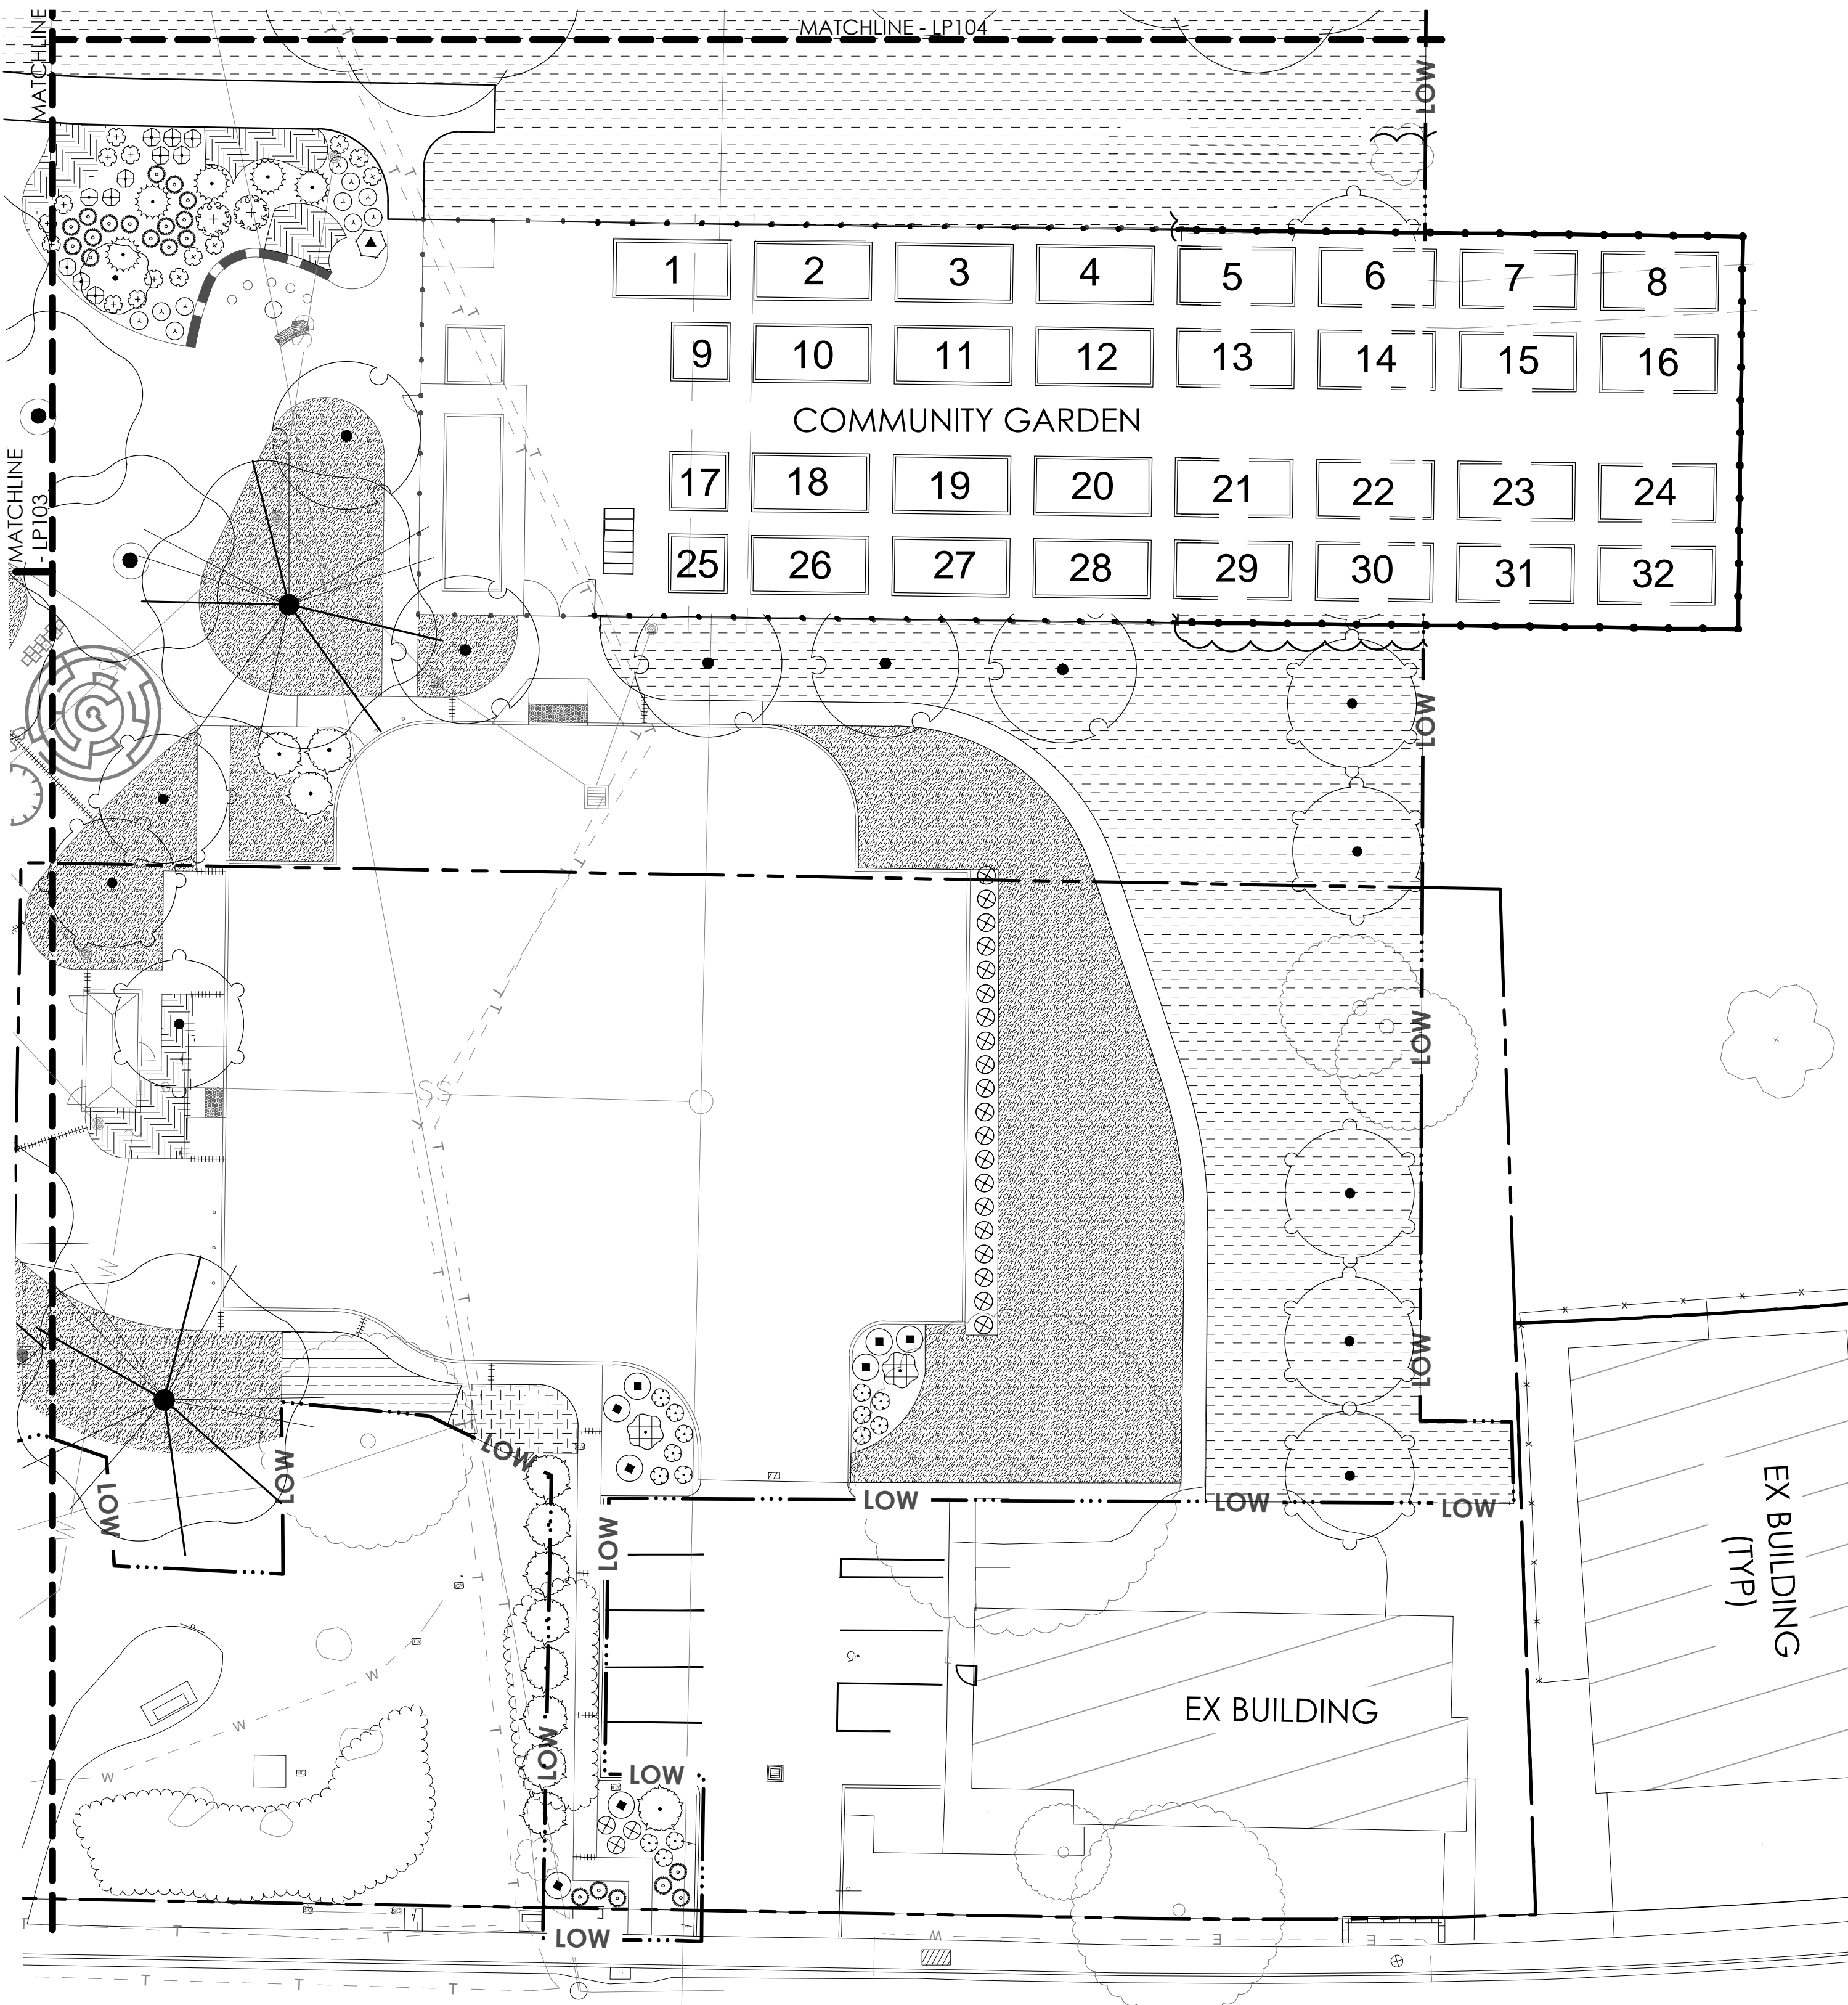 MATCHLINE - LP104
MATCHLINE
LOW
1 2 3 4 5 6 7 8
9 10 11 12 13 14 15 16
COMMUNITY GARDEN
17 18 19 20 21 22 23 24
25 26 27 28 29 30 31 32
MATCHLINE
- LP103
T T
T T
T T
T T
T T
T T
LOW
T
T
SS
LOW
T
T
T
LOW
LOW
LOW
LOW
LOW
LOW
LOW
LOW
EX BUILDING
(TYP)
T
T
W
W
W
EX BUILDING
LOW
LOW
T
T
LOW
T T
W
E E
T T T
X X X X X